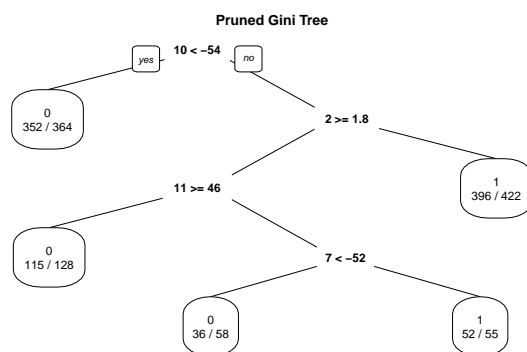 Pruned Gini Tree
yes 10 < −54 no
0
352 / 364
2 >= 1.8
11 >= 46
1
396 / 422
0
115 / 128
7 < −52
0
36 / 58
1
52 / 55